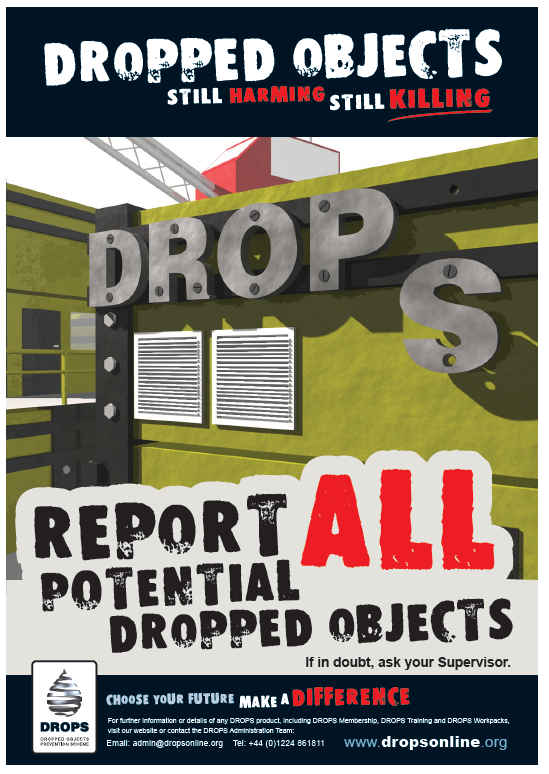 DROPPED OBJECTS
STILL HARMING STILL KILLING
DROPS
REPORT ALL
POTENTIAL
DROPPED OBJECTS
If in doubt, ask your Supervisor.
DROPS
DROPPED OBJECTS
PREVENTION SCHEME
CHOOSE YOUR FUTURE MAKE A DIFFERENCE
For further information or details of any DROPS product, including DROPS Membership, DROPS Training and DROPS Workpacks,
visit our website or contact the DROPS Administration Team:
Email: admin@dropsonline.org Tel: +44 (0)1224 861811 www.dropsonline.org